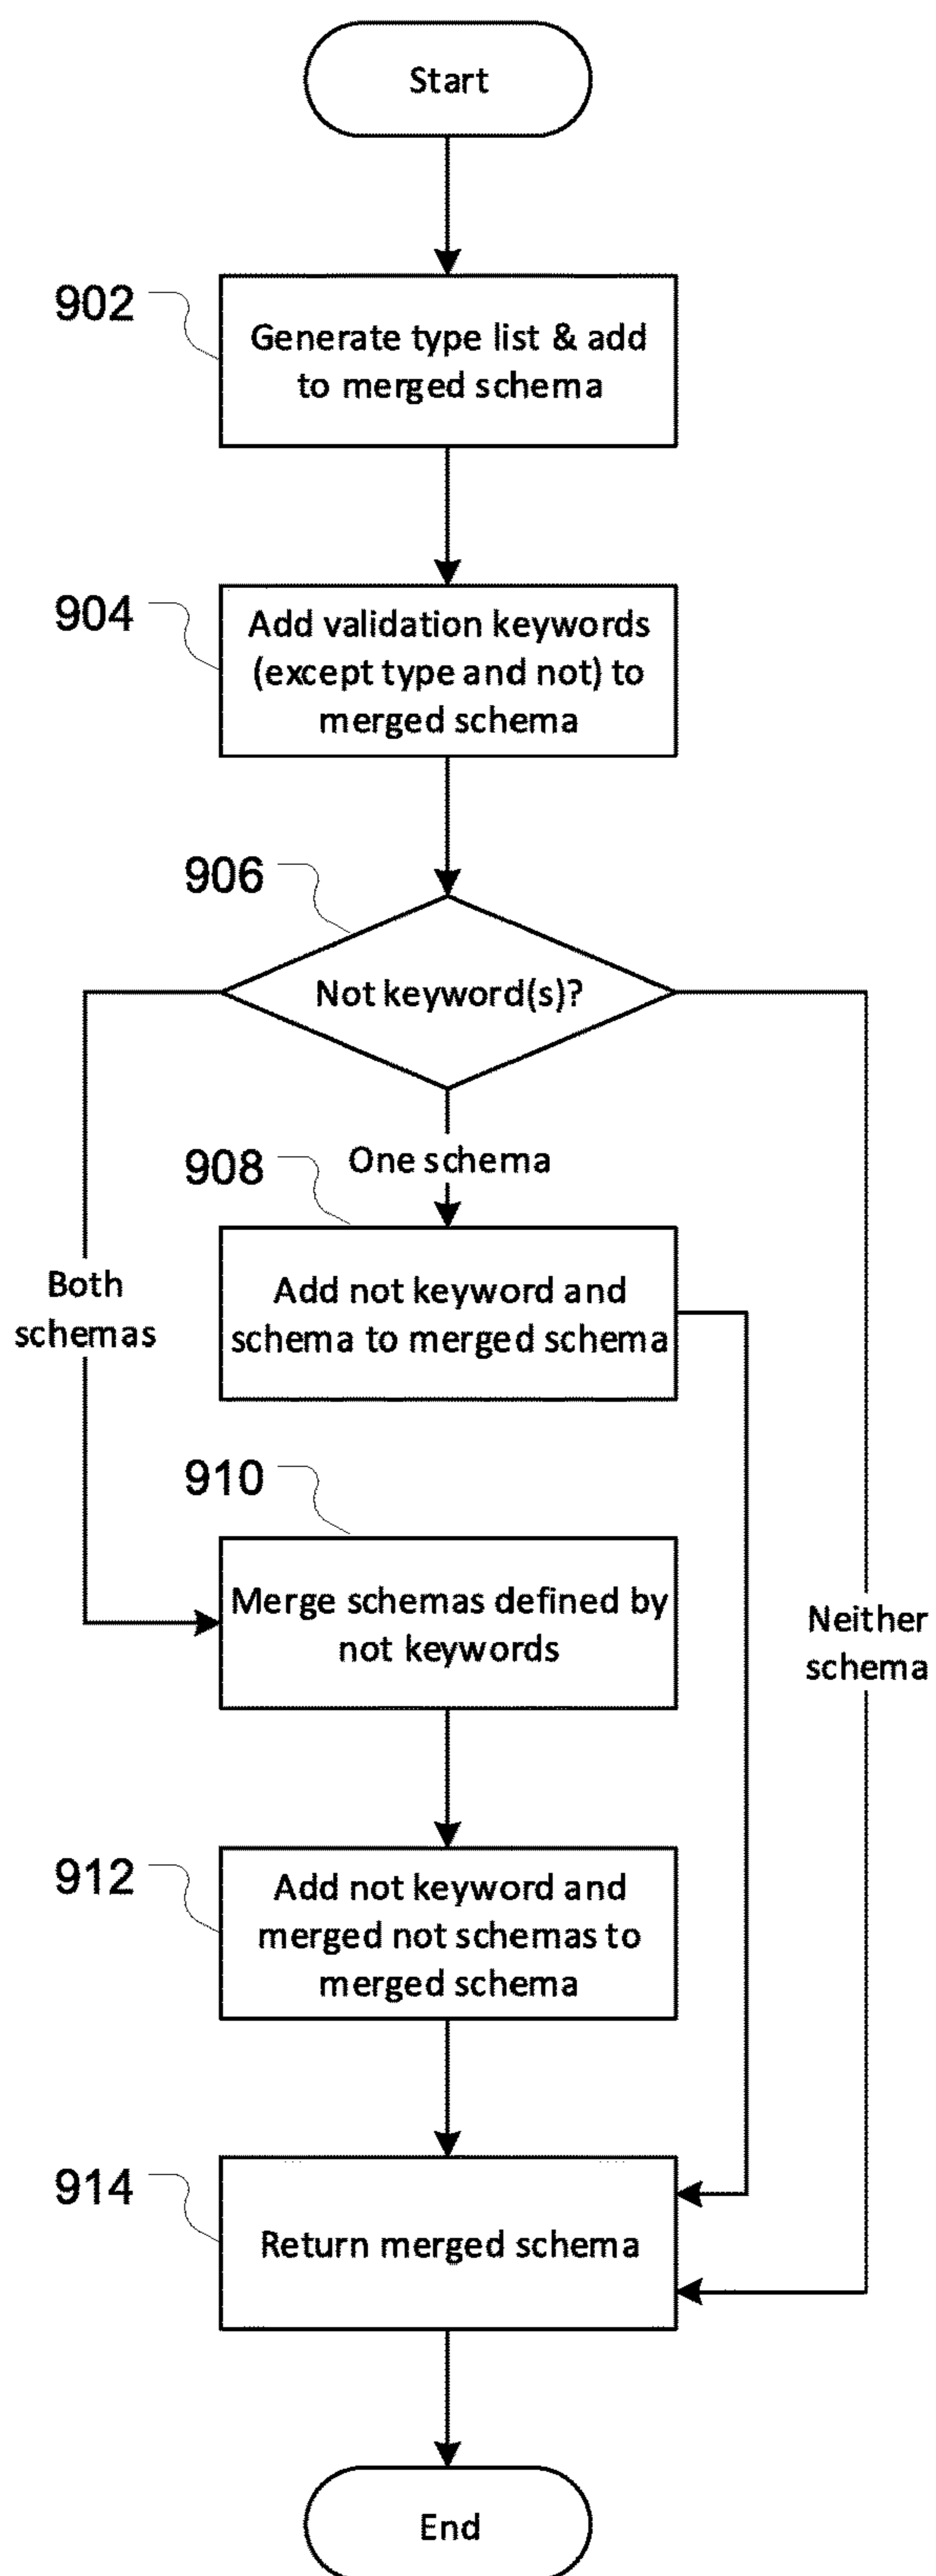 Start
902
Generate type list & add
to merged schema
904
Add validation keywords
(except type and not) to
merged schema
906
Not keyword(s)?
One schema
908
Add not keyword and
schema to merged schema
Both
schemas
910
Merge schemas defined by
not keywords
Neither
schema
912
Add not keyword and
merged not schemas to
merged schema
914
Return merged schema
End